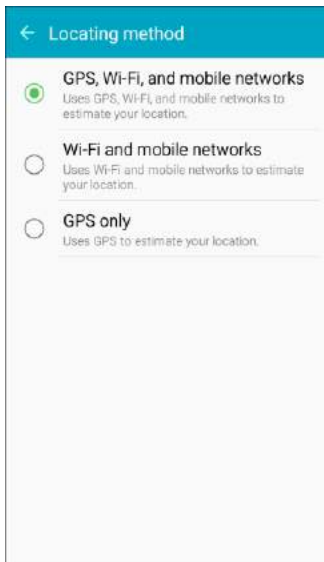 Locating method
GPS, Wi-Fi, and mobile networks
Uses GPS, Wi-Fi, and mobile networks to
estimate your location.
Wi-Fi and mobile networks
Uses Wi-Fi and mobile networks to estimate
your location.
GPS only
Uses GPS to estimate your location.